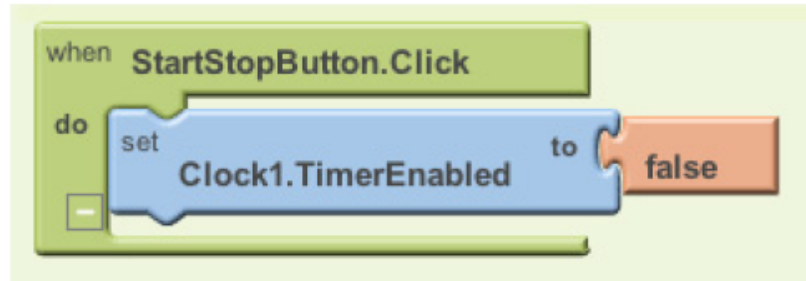 when StartStopButton.Click
do set Clock1.TimerEnabled to false